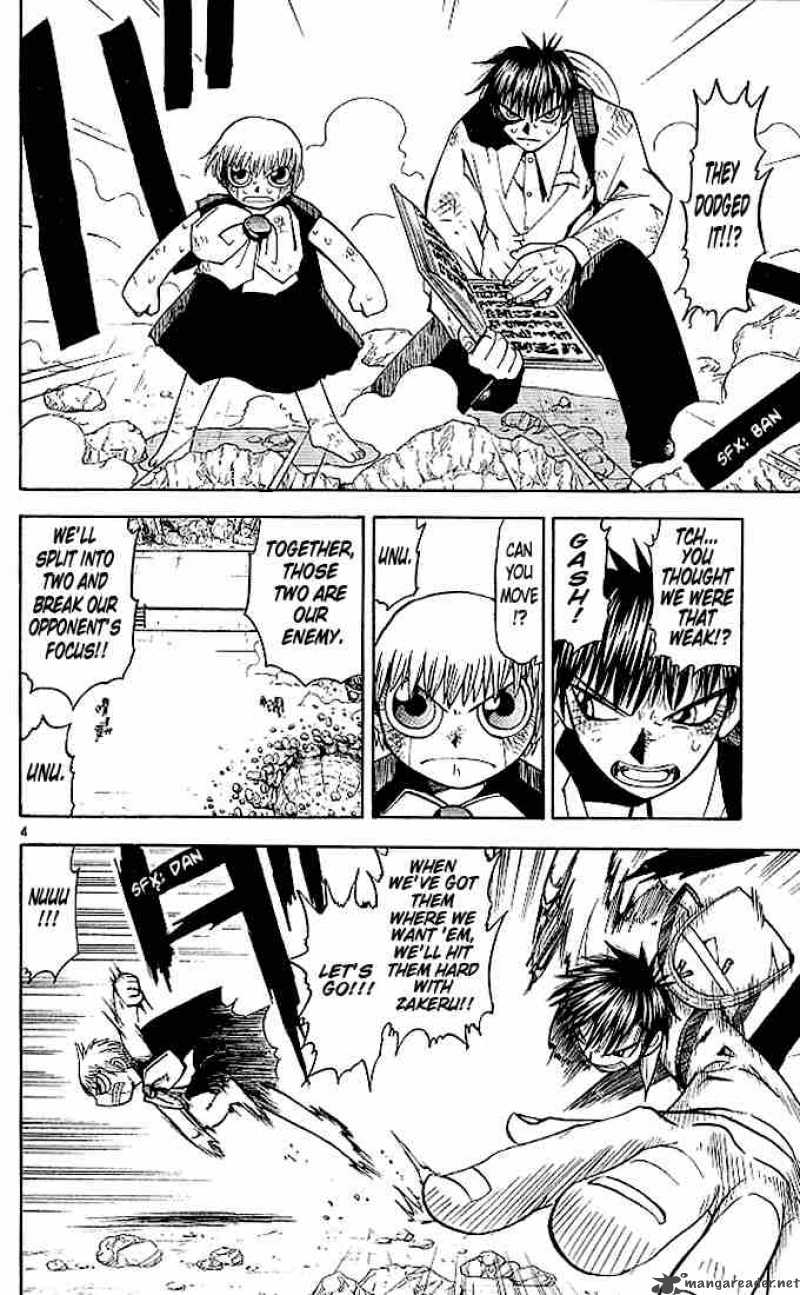 THEY
DODGED
IT!!?
SFX: BAN
TCH...
YOU
THOUGHT
WE WERE
THAT
WEAK!?
GASH!
CAN
YOU
MOVE
!?
UNU.
TOGETHER,
THOSE
TWO ARE
OUR
ENEMY.
WE'LL
SPLIT INTO
TWO AND
BREAK OUR
OPPONENT'S
FOCUS!!
UNU.
4
WHEN
WE'VE GOT
THEM
WHERE WE
WANT 'EM,
WE'LL HIT
THEM HARD
WITH
ZAKERU!!
LET'S
GO!!!
SFX: DAN
NUUU
!!!
mangareader.net